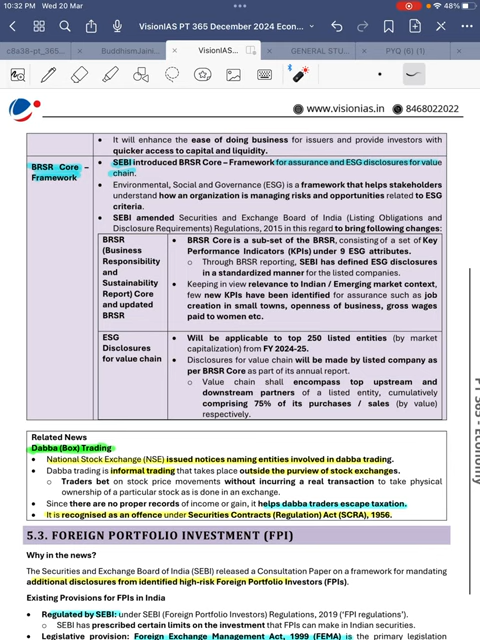 10:32 PM Wed 20 Mar
48%
VisionIAS PT 365 December 2024 Econ...
c8a38-pt_365...
Buddhism.Jaini...
VisionIAS...
GENERAL STU...
PYQ (6) (1)
www.visionias.in 8468022022
• It will enhance the ease of doing business for issuers and provide investors with
quicker access to capital and liquidity.
BRSR Core –
Framework
• SEBI introduced BRSR Core – Framework for assurance and ESG disclosures for value
chain.
• Environmental, Social and Governance (ESG) is a framework that helps stakeholders
understand how an organization is managing risks and opportunities related to ESG
criteria.
• SEBI amended Securities and Exchange Board of India (Listing Obligations and
Disclosure Requirements) Regulations, 2015 in this regard to bring following changes:
BRSR
(Business
Responsibility
and
Sustainability
Report) Core
and updated
BRSR
• BRSR Core is a sub-set of the BRSR, consisting of a set of Key
Performance Indicators (KPIs) under 9 ESG attributes.
○ Through BRSR reporting, SEBI has defined ESG disclosures
in a standardized manner for the listed companies.
• Keeping in view relevance to Indian / Emerging market context,
few new KPIs have been identified for assurance such as job
creation in small towns, openness of business, gross wages
paid to women etc.
ESG
Disclosures
for value chain
• Will be applicable to top 250 listed entities (by market
capitalization) from FY 2024-25.
• Disclosures for value chain will be made by listed company as
per BRSR Core as part of its annual report.
○ Value chain shall encompass top upstream and
downstream partners of a listed entity, cumulatively
comprising 75% of its purchases / sales (by value)
respectively.
Related News
Dabba (Box) Trading
• National Stock Exchange (NSE) issued notices naming entities involved in dabba trading.
• Dabba trading is informal trading that takes place outside the purview of stock exchanges.
○ Traders bet on stock price movements without incurring a real transaction to take physical
ownership of a particular stock as is done in an exchange.
• Since there are no proper records of income or gain, it helps dabba traders escape taxation.
• It is recognised as an offence under Securities Contracts (Regulation) Act (SCRA), 1956.
5.3. FOREIGN PORTFOLIO INVESTMENT (FPI)
Why in the news?
The Securities and Exchange Board of India (SEBI) released a Consultation Paper on a framework for mandating
additional disclosures from identified high-risk Foreign Portfolio Investors (FPIs).
Existing Provisions for FPIs in India
• Regulated by SEBI: under SEBI (Foreign Portfolio Investors) Regulations, 2019 ('FPI regulations').
○ SEBI has prescribed certain limits on the investment that FPIs can make in Indian securities.
• Legislative provision: Foreign Exchange Management Act, 1999 (FEMA) is the primary legislation
PT 365 - Economy